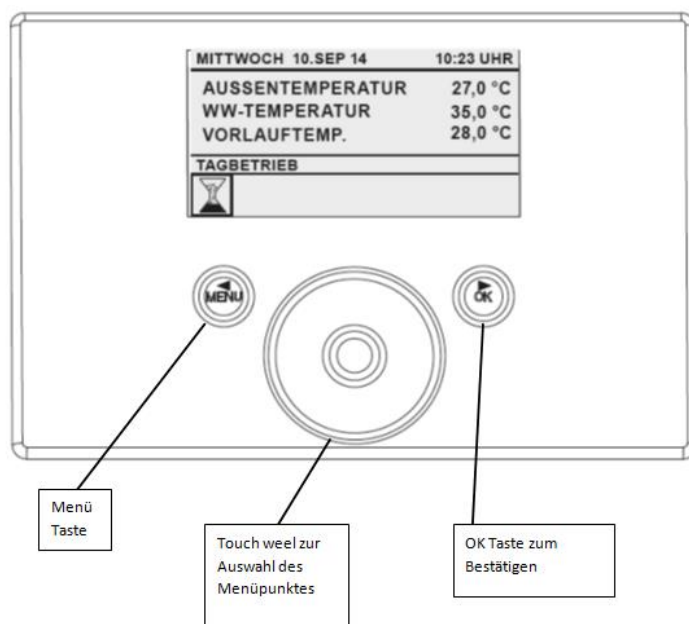 MITTWOCH 10.SEP 14 10:23 UHR
AUSSENTEMPERATUR 27,0 °C
WW-TEMPERATUR 35,0 °C
VORLAUFTEMP. 28,0 °C
TAGBETRIEB
MENU
OK
Menü
Taste
Touch weel zur
Auswahl des
Menüpunktes
OK Taste zum
Bestätigen